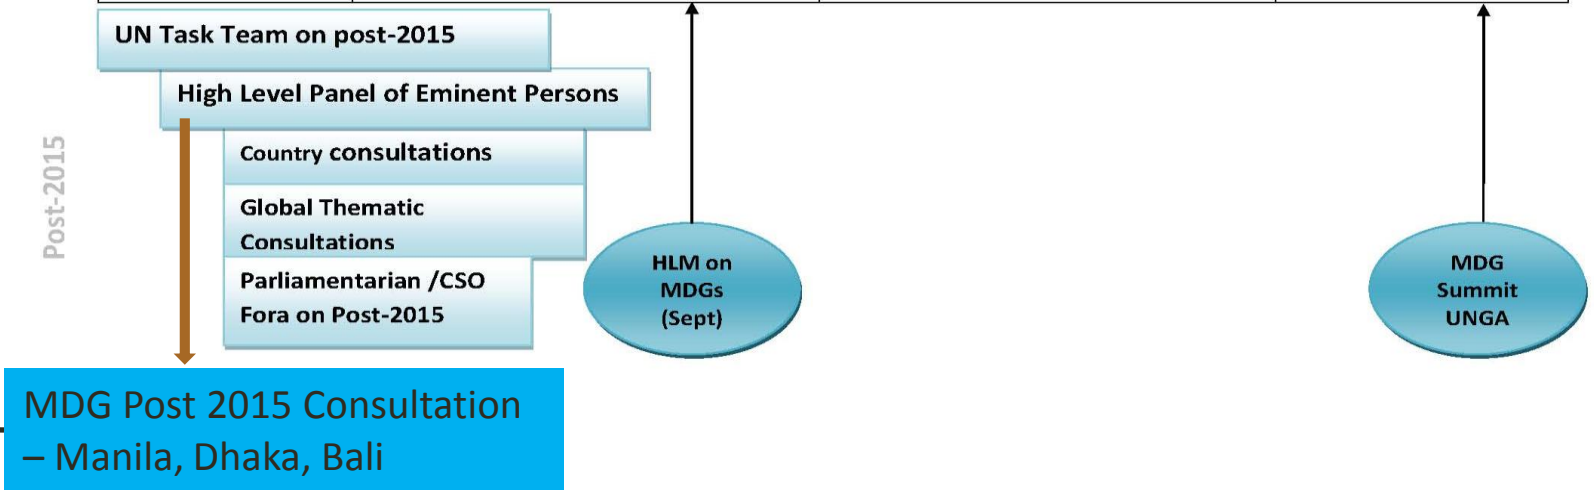 UN Task Team on post-2015
High Level Panel of Eminent Persons
Country consultations
Global Thematic
Consultations
Parliamentarian /CSO
Fora on Post-2015
Post-2015
HLM on
MDGs
(Sept)
MDG
Summit
UNGA
MDG Post 2015 Consultation
– Manila, Dhaka, Bali